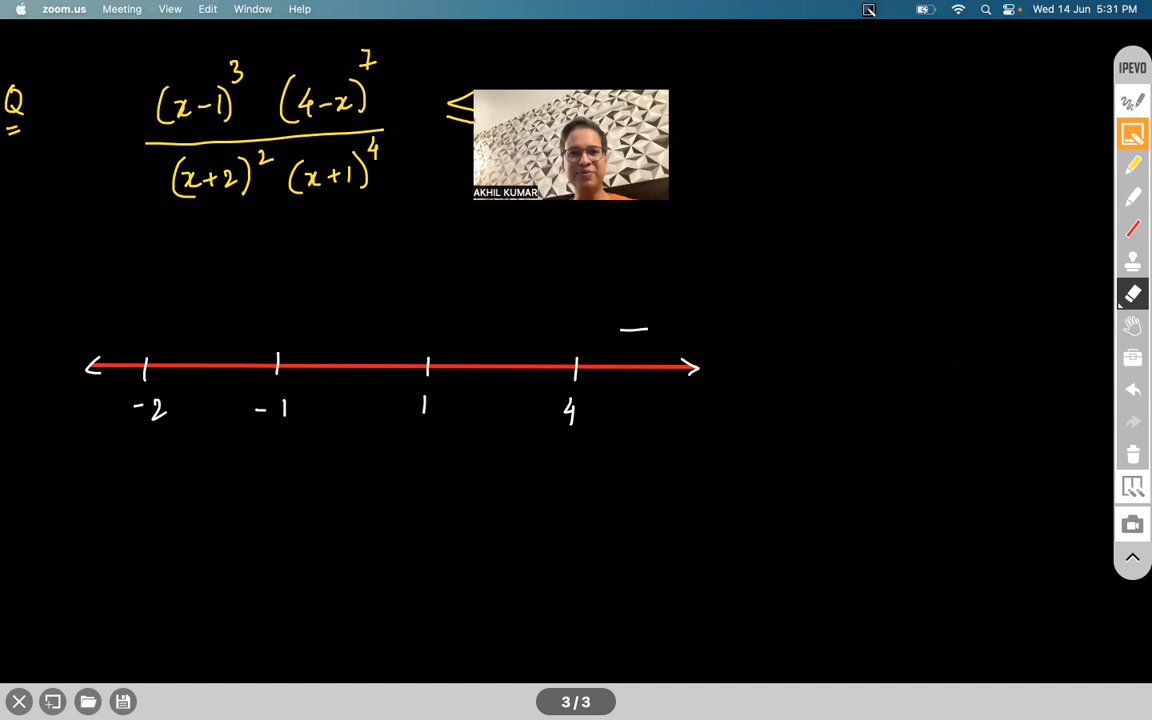 zoom.us Meeting View Edit Window Help Wed 14 Jun 5:31 PM
IPEVO
Q (x-1)^3 (4-x)^7 ≤
(x+2)^2 (x+1)^4
AKHIL KUMAR
—
-2 -1 1 4
3 / 3